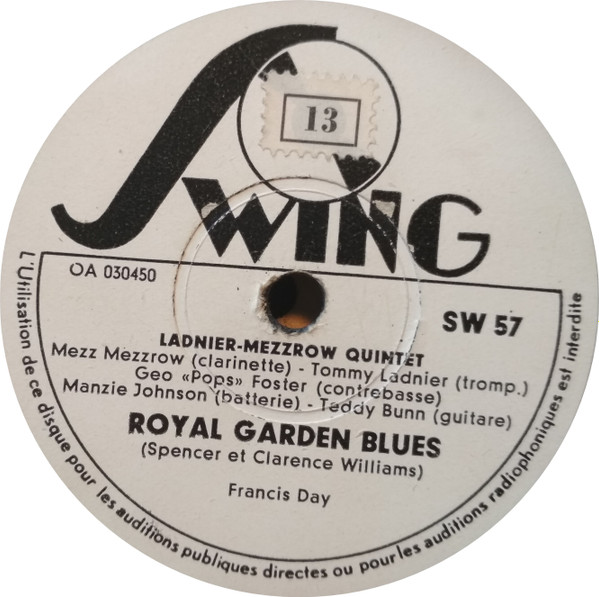 SWING
13
OA 030450
SW 57
LADNIER-MEZZROW QUINTET
Mezz Mezzrow (clarinette) - Tommy Ladnier (tromp.)
Geo «Pops» Foster (contrebasse)
Manzie Johnson (batterie) - Teddy Bunn (guitare)
ROYAL GARDEN BLUES
(Spencer et Clarence Williams)
Francis Day
L'Utilisation de ce disque pour les auditions publiques directes ou pour les auditions radiophoniques est interdite